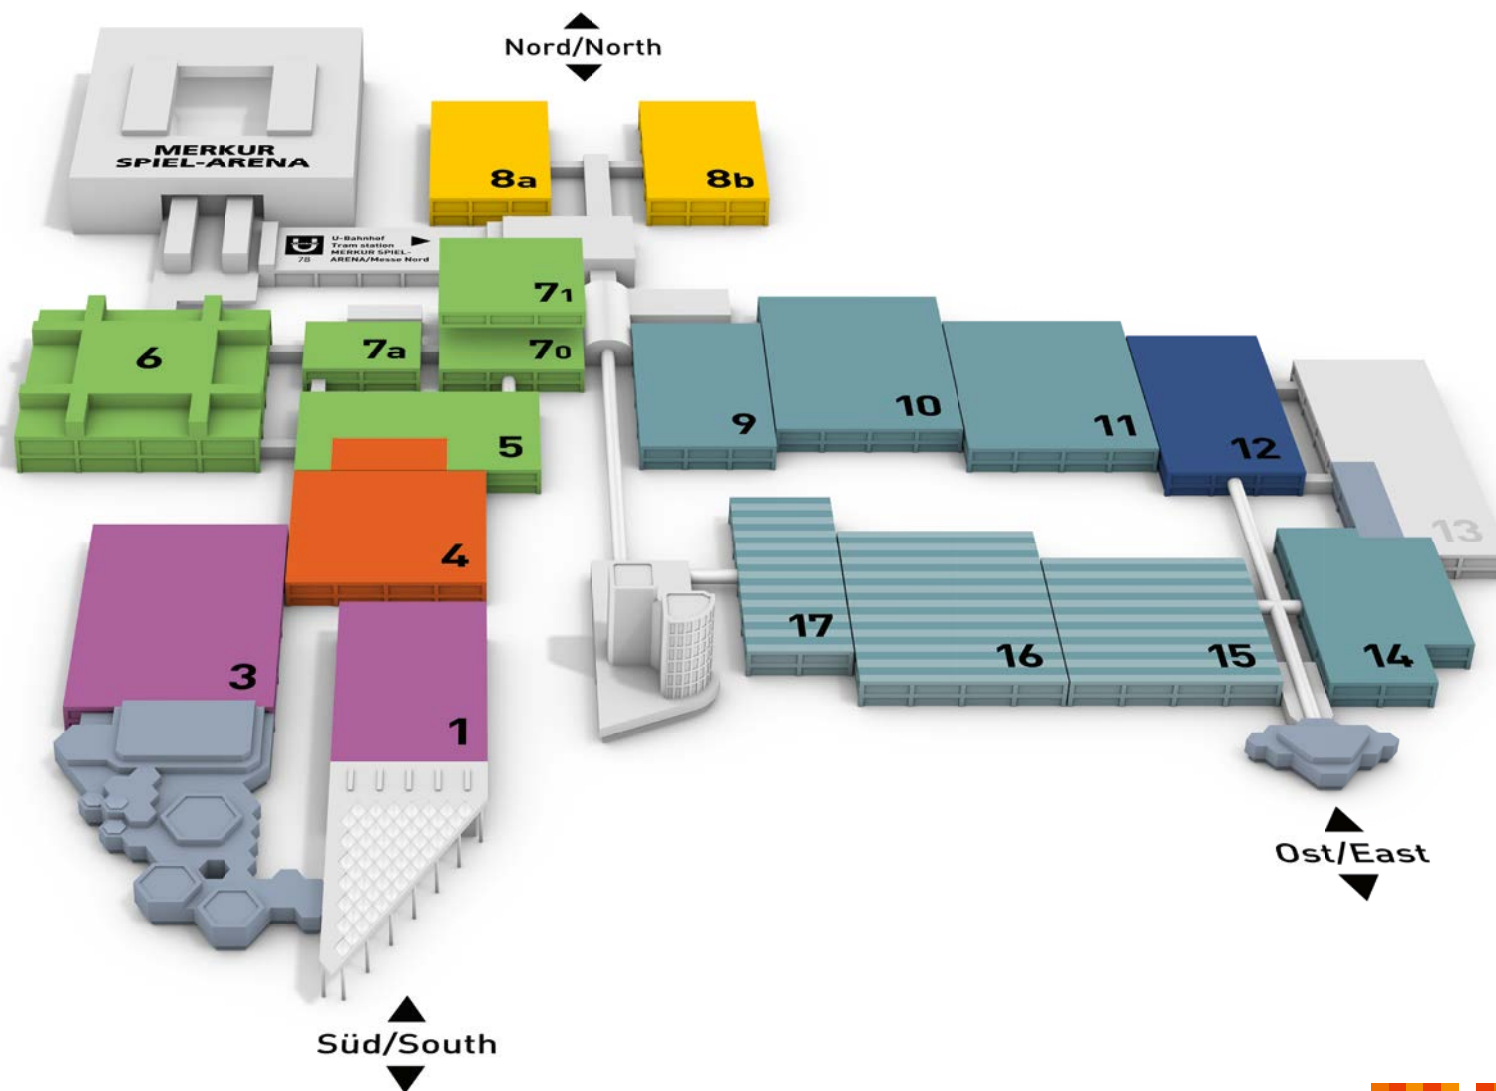 Nord/North
MERKUR
SPIEL-ARENA
8a
8b
U-Bahnhof
Tram station
MERKUR SPIEL-
ARENA/Messe Nord
U
78
71
7a
70
6
5
9
10
11
12
13
4
3
1
17
16
15
14
Ost/East
Süd/South